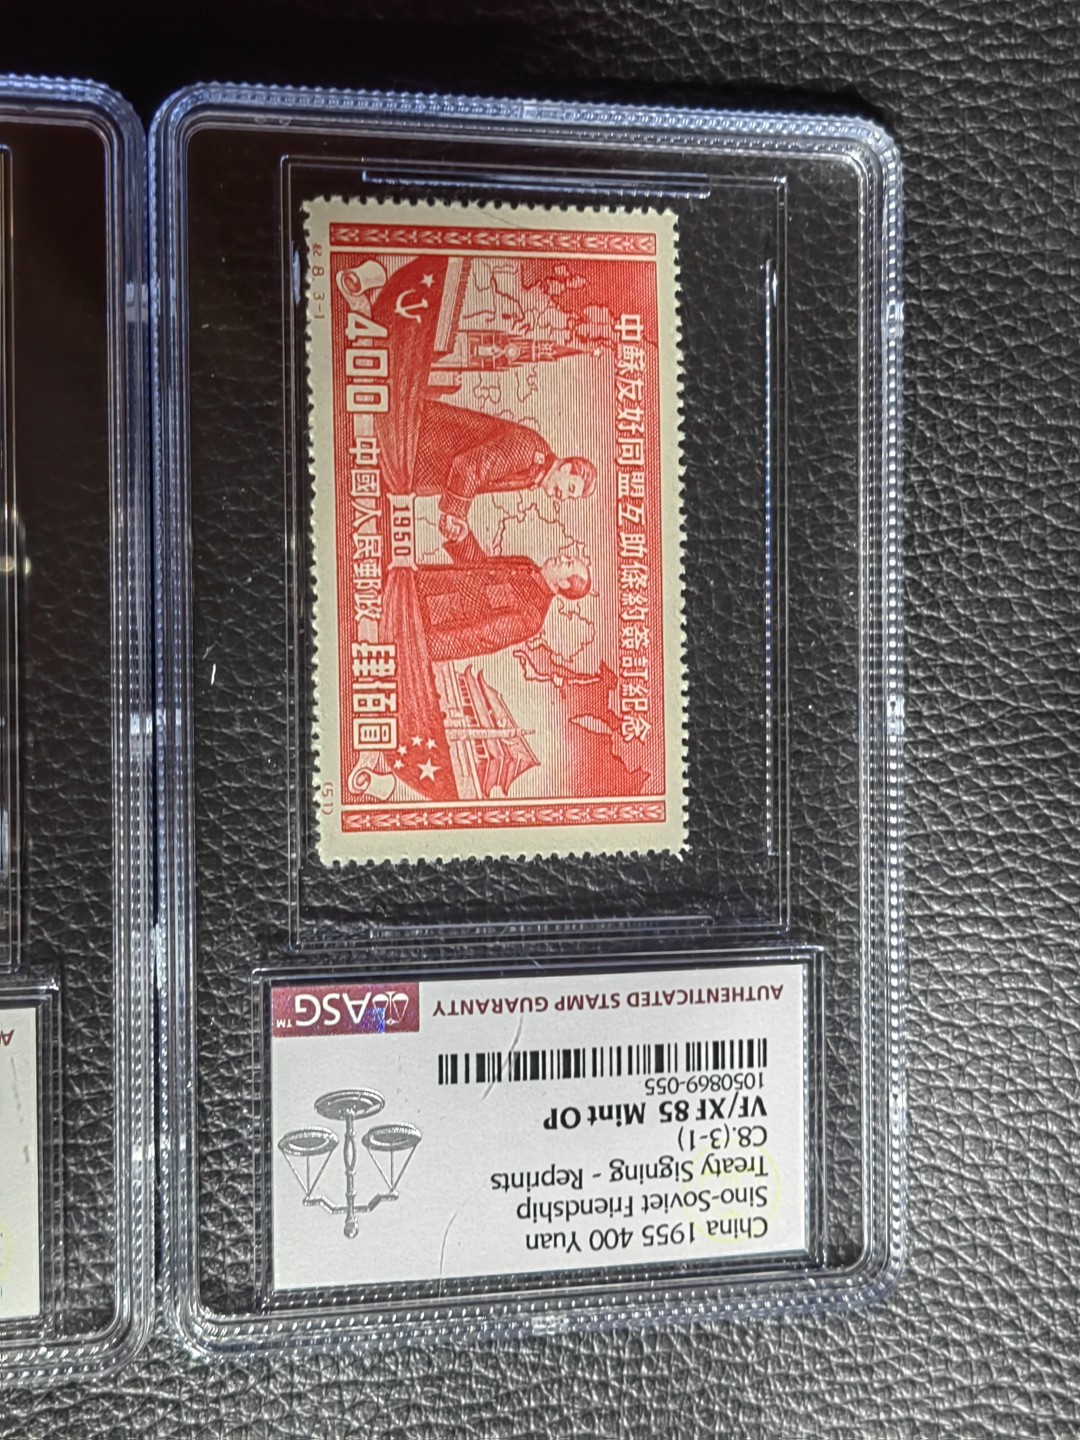 中蘇友好同盟互助條約簽訂紀念
1950
400 中國人民郵政 肆佰圓
紀 8. 3-1
(51)
China 1955 400 Yuan
Sino-Soviet Friendship
Treaty Signing - Reprints
C8.(3-1)
VF/XF 85 Mint OP
1050869-055
AUTHENTICATED STAMP GUARANTY
ASG™